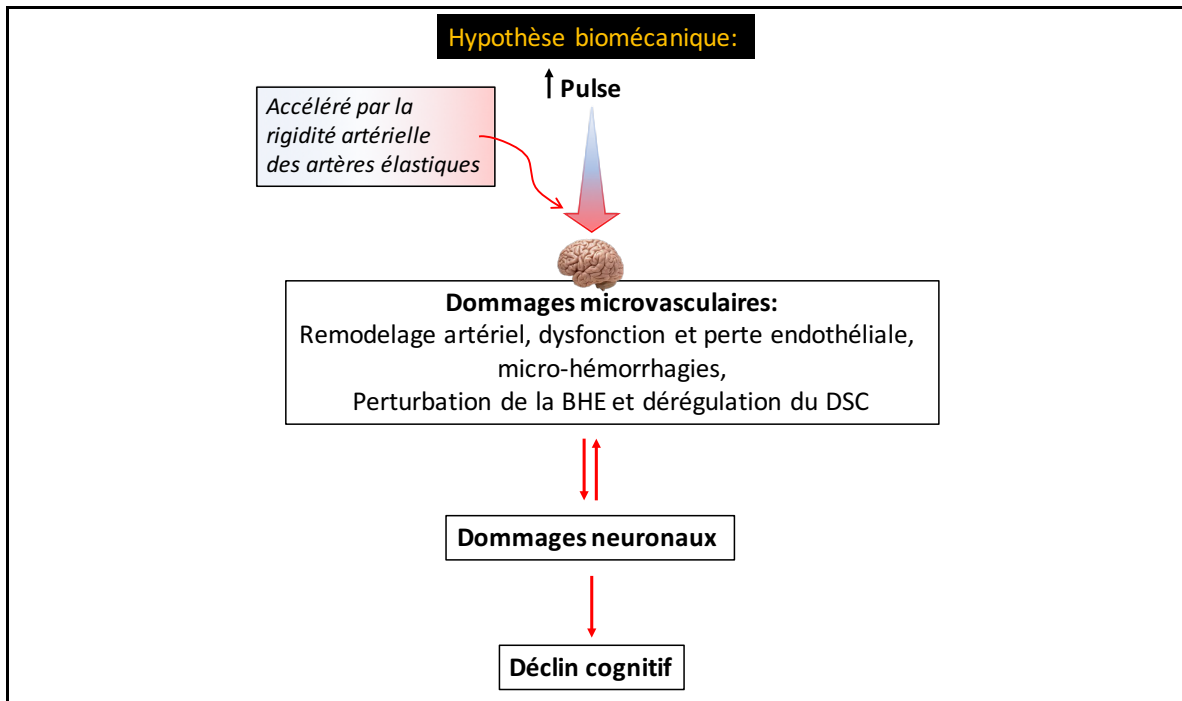 Hypothèse biomécanique:
↑ Pulse
Accéléré par la
rigidité artérielle
des artères élastiques
Dommages microvasculaires:
Remodelage artériel, dysfonction et perte endothéliale,
micro-hémorrhagies,
Perturbation de la BHE et dérégulation du DSC
Dommages neuronaux
Déclin cognitif